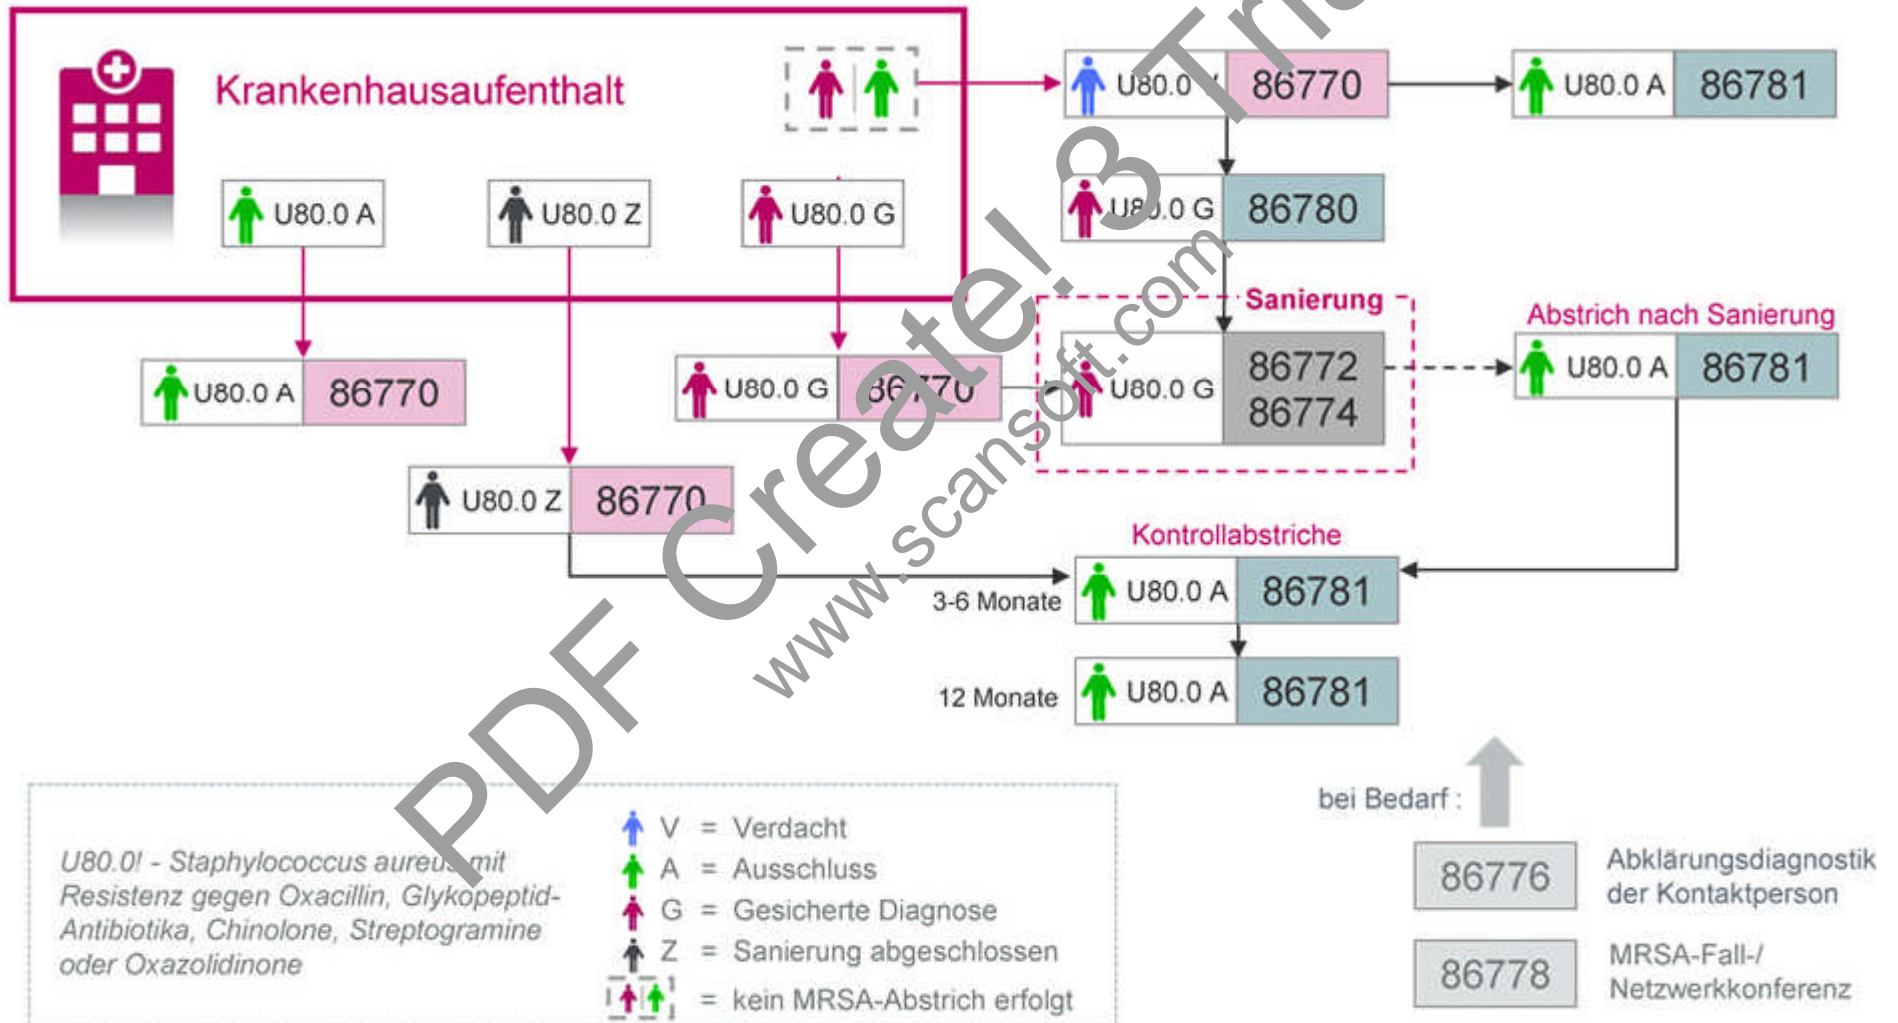 Krankenhausaufenthalt
U80.0 A
U80.0 Z
U80.0 G
U80.0
86770
U80.0 A
86781
U80.0 G
86780
U80.0 A
86770
U80.0 G
86770
Sanierung
U80.0 G
86772
86774
Abstrich nach Sanierung
U80.0 A
86781
U80.0 Z
86770
Kontrollabstriche
3-6 Monate
U80.0 A
86781
12 Monate
U80.0 A
86781
U80.0! - Staphylococcus aureus mit
Resistenz gegen Oxacillin, Glykopeptid-
Antibiotika, Chinolone, Streptogramine
oder Oxazolidinone
V = Verdacht
A = Ausschluss
G = Gesicherte Diagnose
Z = Sanierung abgeschlossen
= kein MRSA-Abstrich erfolgt
bei Bedarf :
86776
Abklärungsdiagnostik
der Kontaktperson
86778
MRSA-Fall-/
Netzwerkkonferenz
PDF Create! 3
www.scansoft.com